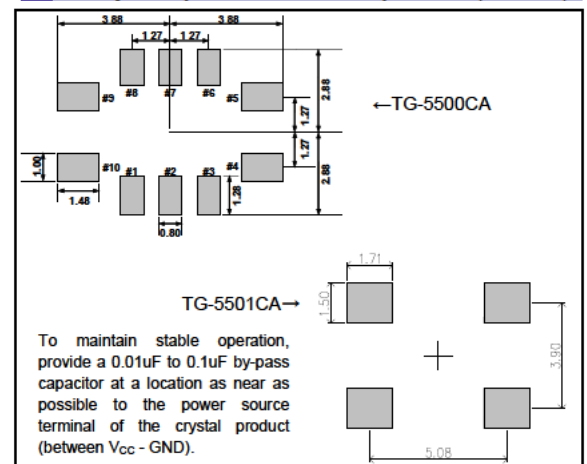 3.88 3.88
1.27 1.27
#8 #7 #6
#9 #5
2.88
1.27
←TG-5500CA
1.27
2.88
1.00
#10 #1 #2 #3 #4
1.28
1.48
0.80
1.71
TG-5501CA→
1.50
3.90
5.08
To maintain stable operation,
provide a 0.01uF to 0.1uF by-pass
capacitor at a location as near as
possible to the power source
terminal of the crystal product
(between VCC - GND).